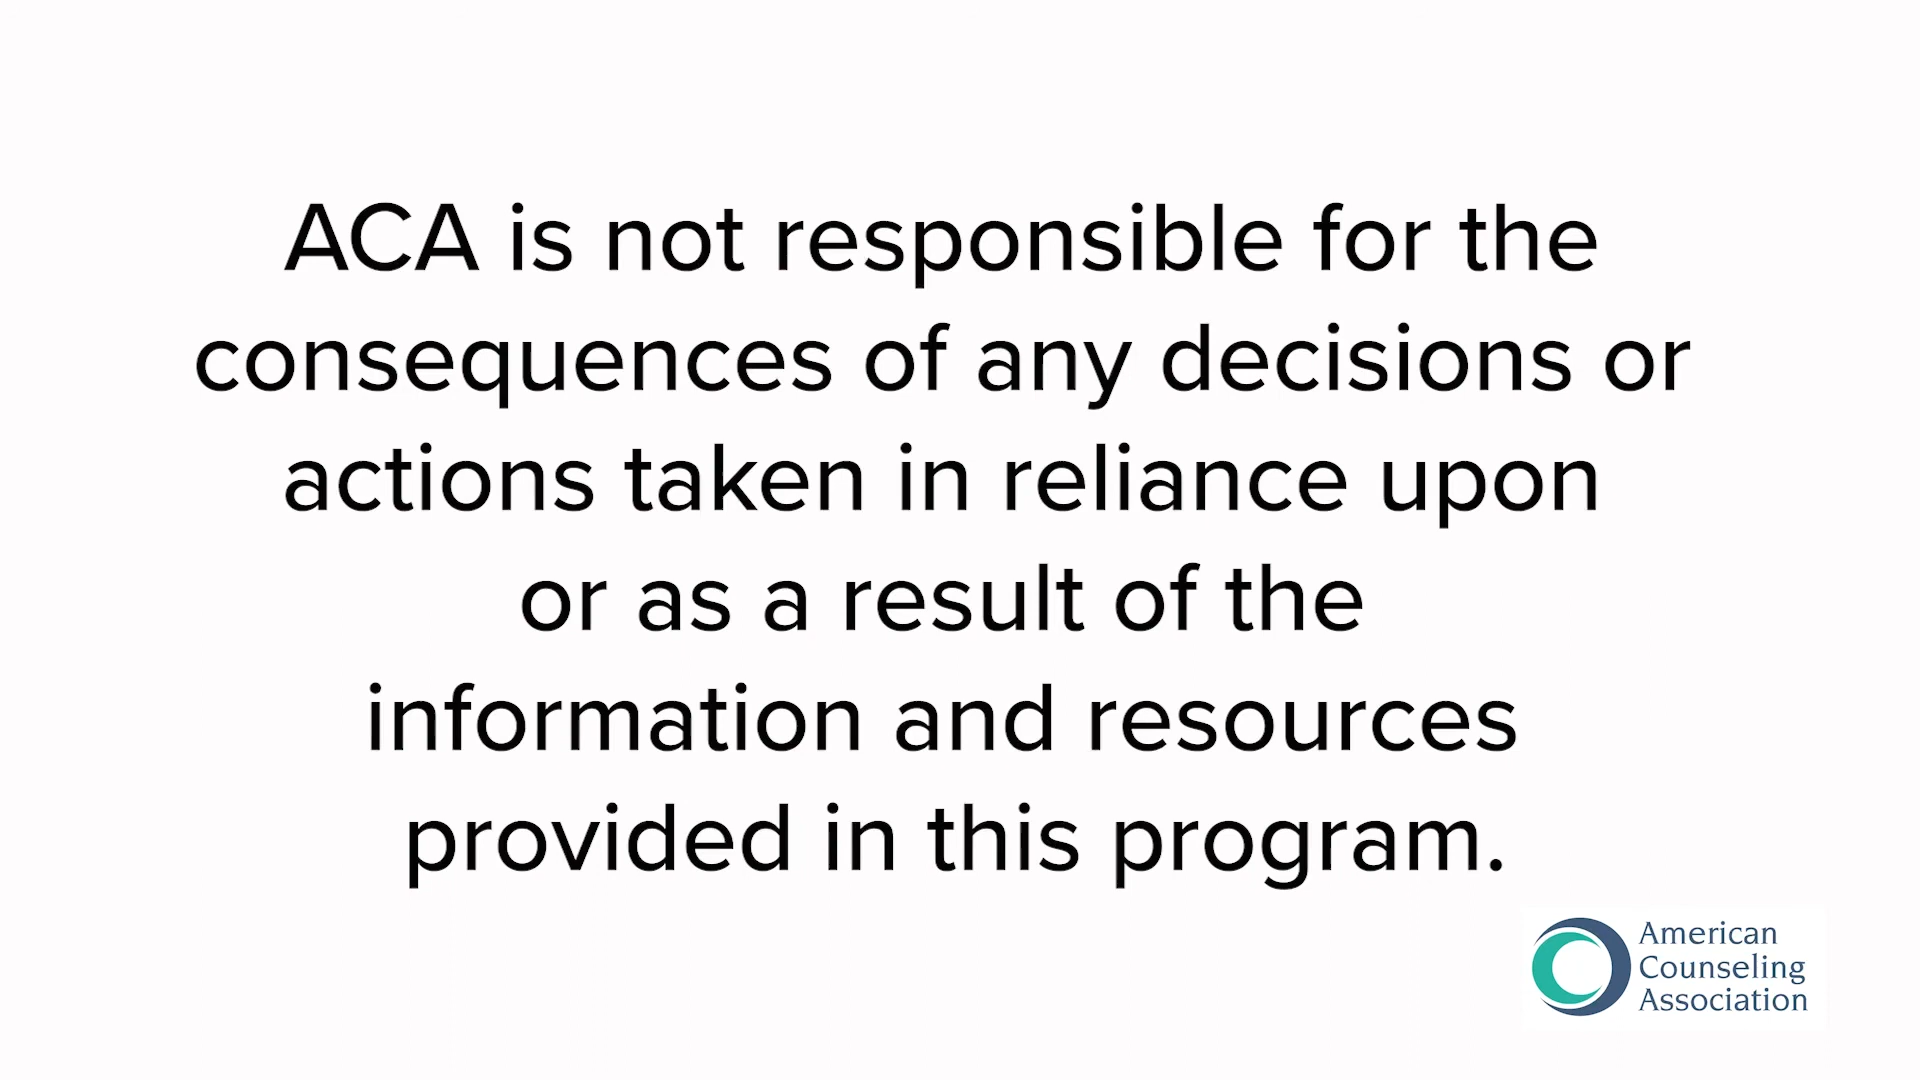 ACA is not responsible for the
consequences of any decisions or
actions taken in reliance upon
or as a result of the
information and resources
provided in this program.
American
Counseling
Association